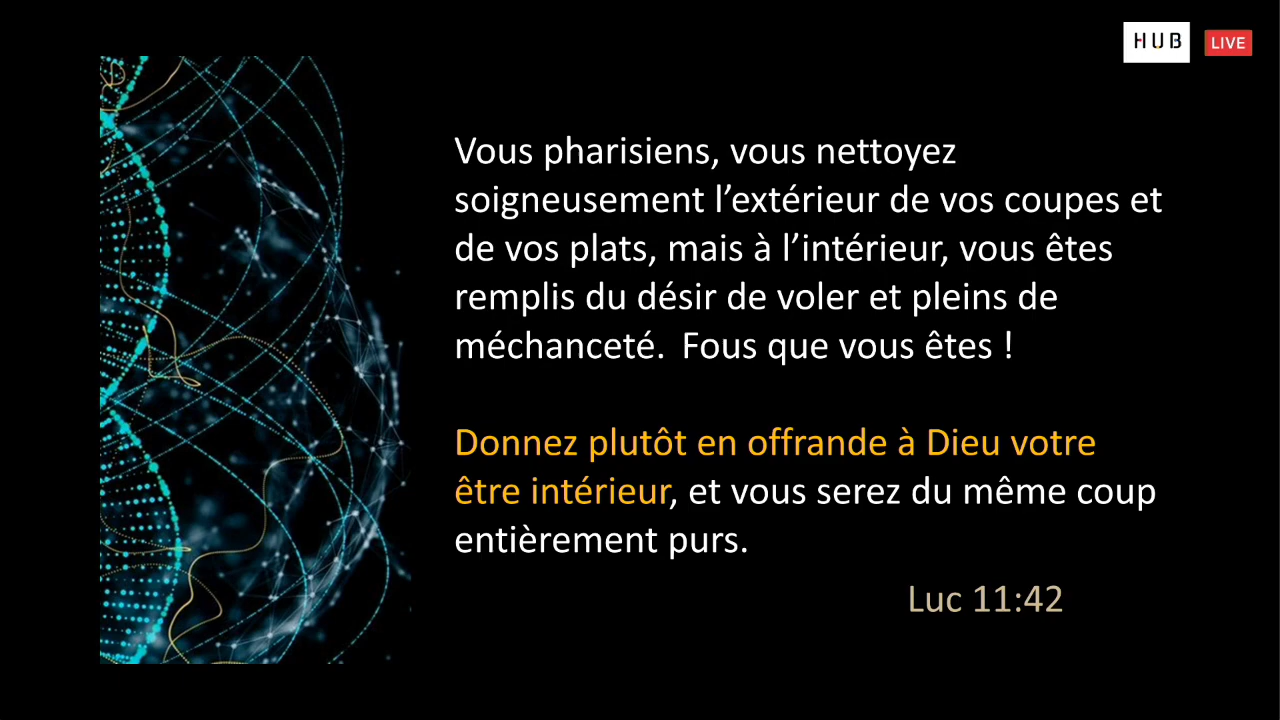 HUB LIVE
Vous pharisiens, vous nettoyez
soigneusement l’extérieur de vos coupes et
de vos plats, mais à l’intérieur, vous êtes
remplis du désir de voler et pleins de
méchanceté. Fous que vous êtes !
Donnez plutôt en offrande à Dieu votre
être intérieur, et vous serez du même coup
entièrement purs.
Luc 11:42